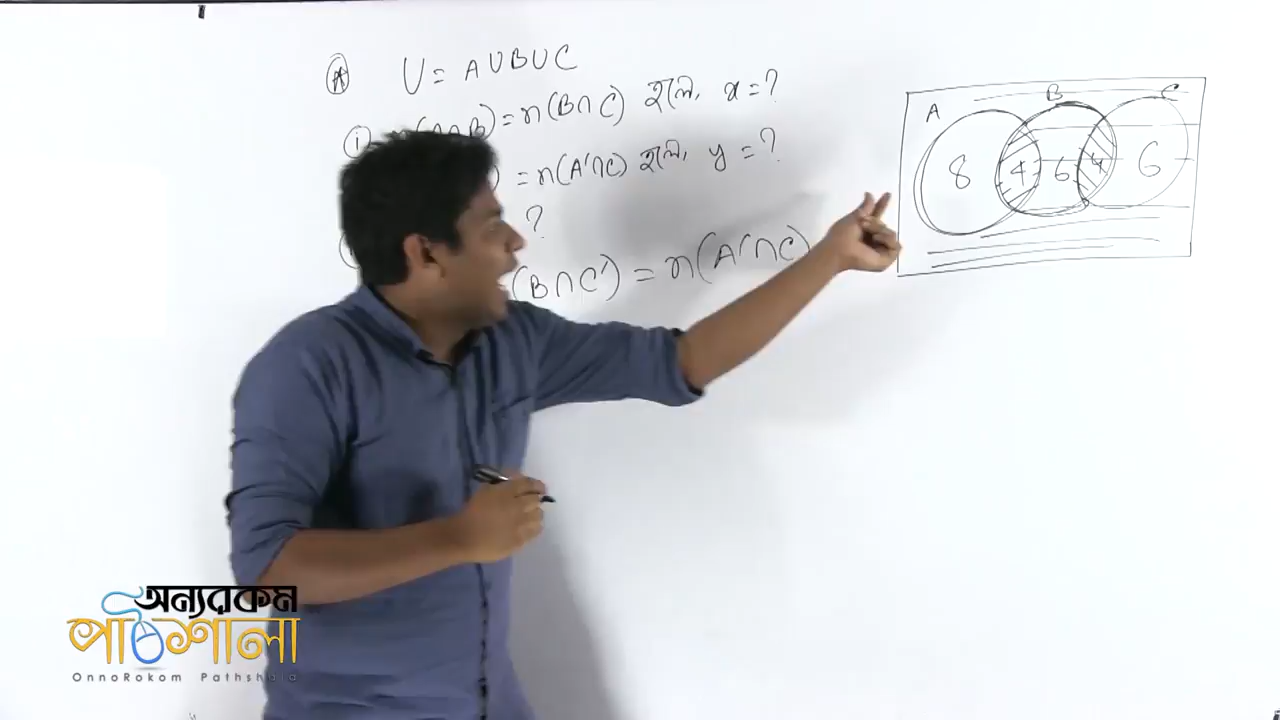 U = A U B U C
(i) n(A∩B) = n(B∩C) হলে, x = ?
= n(A'∩C) হলে, y = ?
?
(B∩C') = n(A'∩C)
A B C
8 4 6 4 6
অন্যরকম
পাঠশালা
OnnoRokom Pathshala